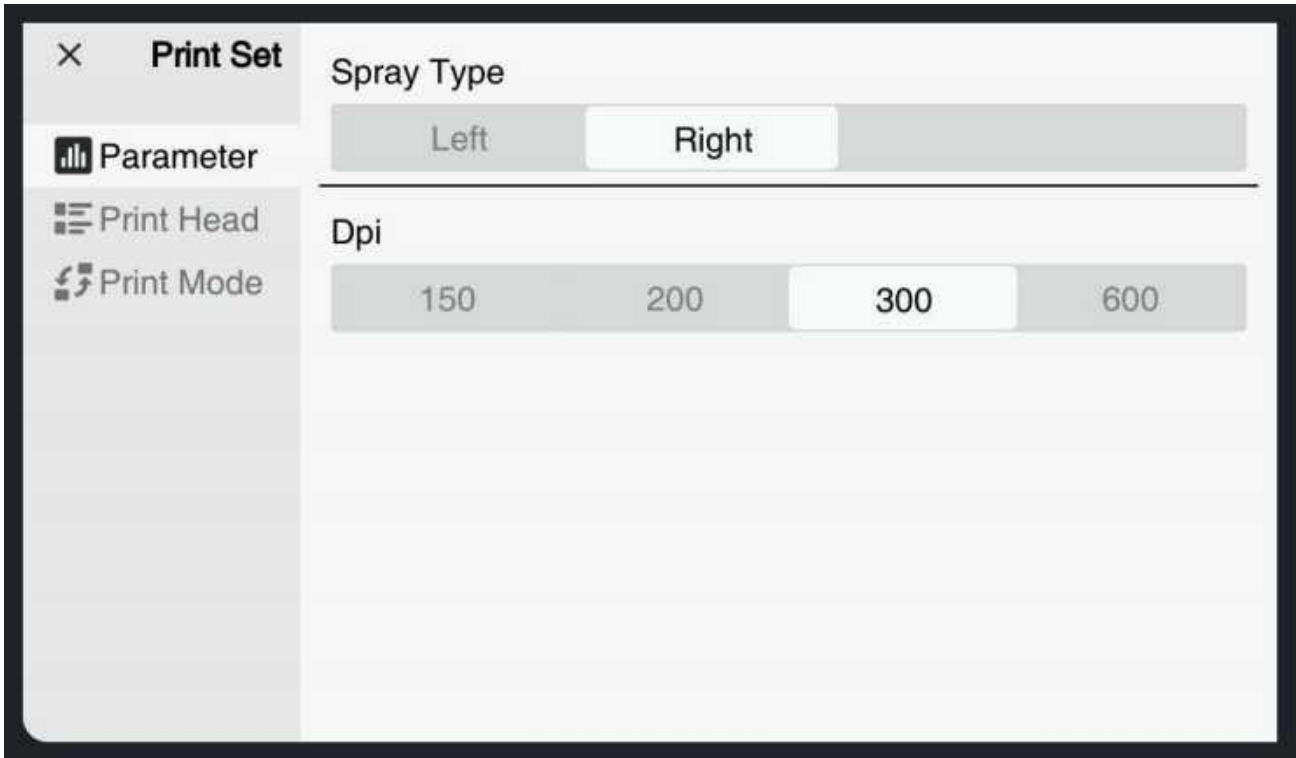 Print Set
Parameter
Print Head
Print Mode
Spray Type
Left Right
Dpi
150 200 300 600